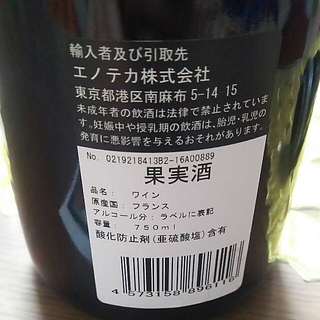 輸入者及び引取先
エノテカ株式会社
東京都港区南麻布 5-14 15
未成年者の飲酒は法律で禁止されていま
す。妊娠中や授乳期の飲酒は、胎児・乳児の
発育に悪影響を与えるおそれがあります。
No. 0219218413B2-16A00889
果実酒
品名: ワイン
原産国: フランス
アルコール分: ラベルに表記
容量: 750ml
酸化防止剤(亜硫酸塩)含有
4 573158 896116